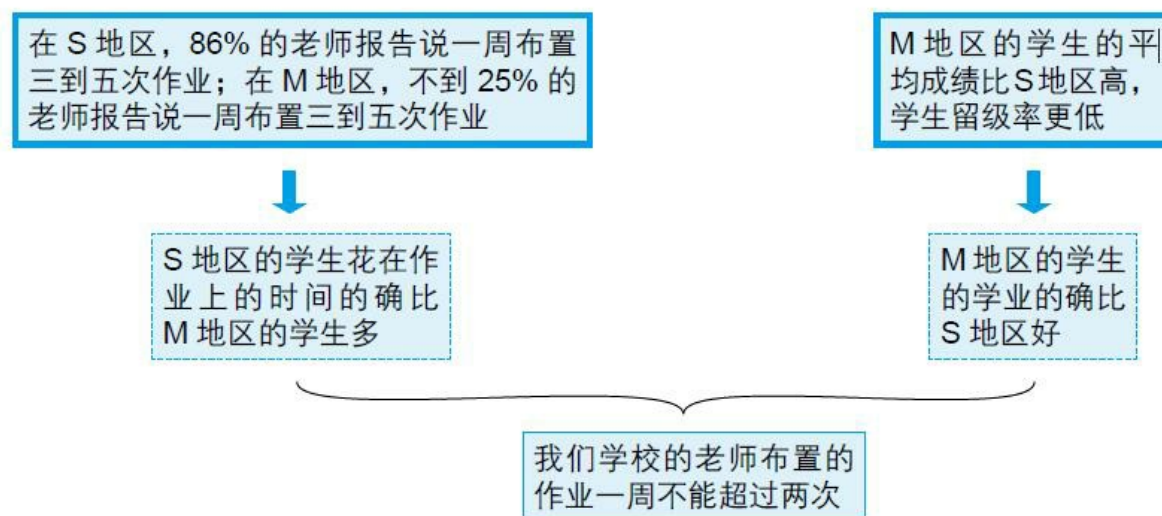 在 S 地区，86% 的老师报告说一周布置
三到五次作业；在 M 地区，不到 25% 的
老师报告说一周布置三到五次作业
M 地区的学生的平
均成绩比 S 地区高，
学生留级率更低
S 地区的学生花在作
业上的时间的确比
M 地区的学生多
M 地区的学生
的学业的确比
S 地区好
我们学校的老师布置的
作业一周不能超过两次